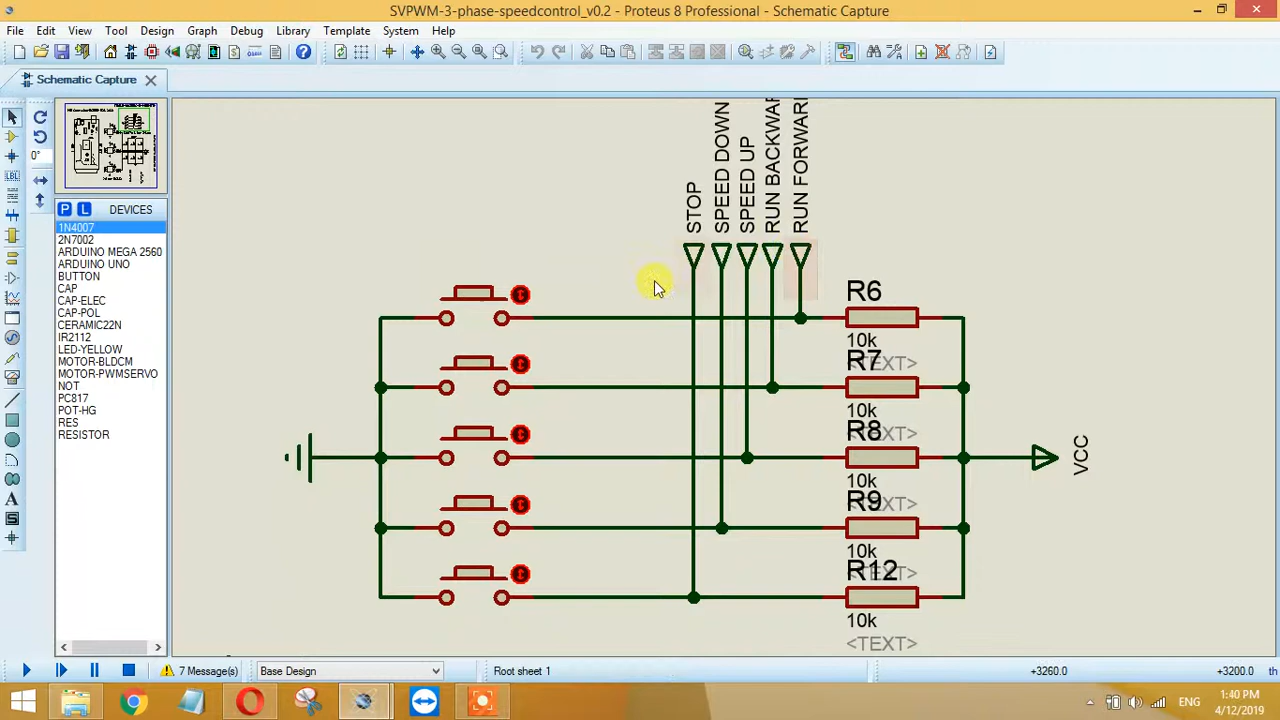 SVPWM-3-phase-speedcontrol_v0.2 - Proteus 8 Professional - Schematic Capture
File Edit View Tool Design Graph Debug Library Template System Help
Schematic Capture
0°
P L DEVICES
1N4007
2N7002
ARDUINO MEGA 2560
ARDUINO UNO
BUTTON
CAP
CAP-ELEC
CAP-POL
CERAMIC22N
IR2112
LED-YELLOW
MOTOR-BLDCM
MOTOR-PWMSERVO
NOT
PC817
POT-HG
RES
RESISTOR
STOP
SPEED DOWN
SPEED UP
RUN BACKWAR
RUN FORWAR
R6
10k
<TEXT>
R7
10k
<TEXT>
R8
10k
<TEXT>
R9
10k
<TEXT>
R12
10k
<TEXT>
VCC
7 Message(s)
Base Design
Root sheet 1
+3260.0
+3200.0
th
ENG
1:40 PM
4/12/2019